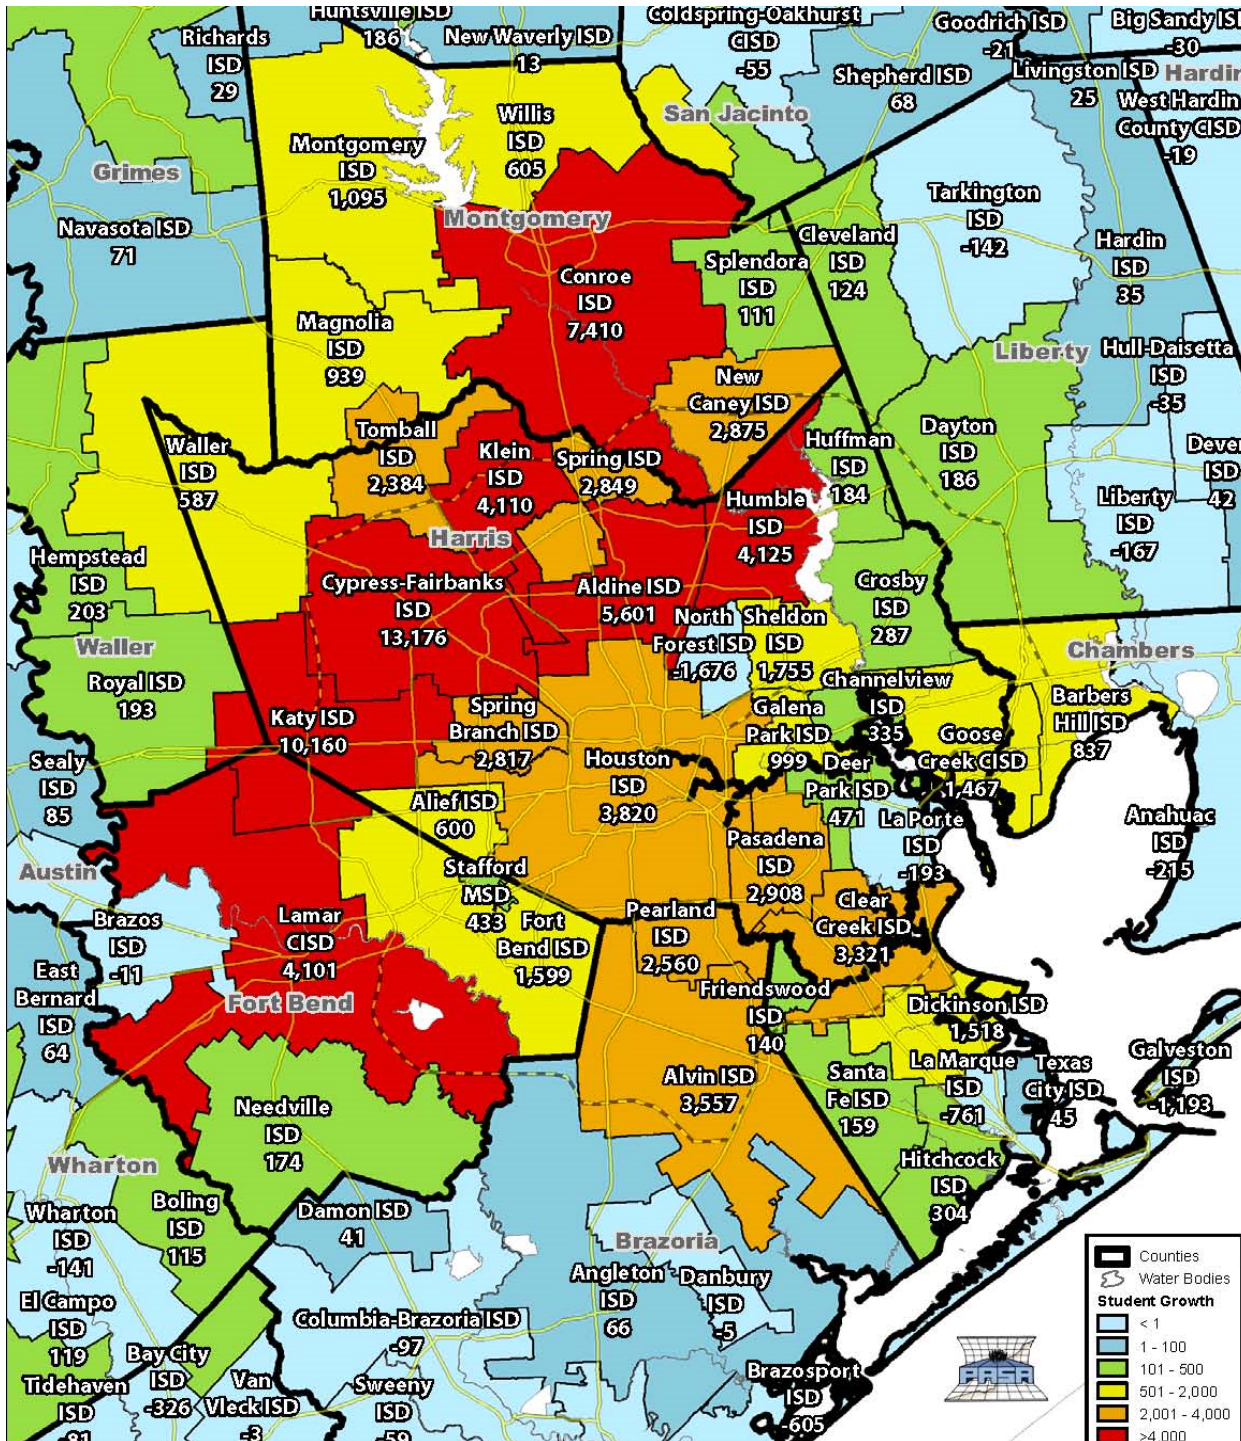 Huntsville ISD
186
Richards
ISD
29
New Waverly ISD
13
Coldspring-Oakhurst
CISD
-55
Goodrich ISD
-21
Big Sandy IS
-30
Shepherd ISD
68
Livingston ISD
25
Hardin
West Hardin
County CISD
-19
San Jacinto
Willis
ISD
605
Montgomery
ISD
1,095
Grimes
Navasota ISD
71
Montgomery
Tarkington
ISD
-142
Hardin
ISD
35
Cleveland
ISD
124
Splendora
ISD
111
Conroe
ISD
7,410
Magnolia
ISD
939
Liberty
Hull-Daisetta
ISD
-35
New
Caney ISD
2,875
Tomball
ISD
2,384
Klein
ISD
4,110
Spring ISD
2,849
Huffman
ISD
184
Dayton
ISD
186
Waller
ISD
587
Humble
ISD
4,125
Liberty
ISD
-167
Dever
ISD
42
Harris
Hempstead
ISD
203
Cypress-Fairbanks
ISD
13,176
Aldine ISD
5,601
Crosby
ISD
287
North
Forest ISD
-1,676
Sheldon
ISD
1,755
Waller
Royal ISD
193
Chambers
Channelview
ISD
335
Barbers
Hill ISD
837
Katy ISD
10,160
Spring
Branch ISD
2,817
Galena
Park ISD
999
Goose
Creek CISD
1,467
Sealy
ISD
85
Houston
ISD
3,820
Deer
Park ISD
471
Alief ISD
600
La Porte
ISD
-193
Anahuac
ISD
-215
Pasadena
ISD
2,908
Austin
Stafford
MSD
433
Brazos
ISD
-11
Lamar
CISD
4,101
Fort
Bend ISD
1,599
Pearland
ISD
2,560
Clear
Creek ISD
3,321
East
Bernard
ISD
64
Fort Bend
Friendswood
ISD
140
Dickinson ISD
1,518
La Marque
ISD
-761
Texas
City ISD
45
Galveston
ISD
-1,193
Alvin ISD
3,557
Santa
Fe ISD
159
Needville
ISD
174
Wharton
Hitchcock
ISD
304
Boling
ISD
115
Wharton
ISD
-141
Damon ISD
41
Brazoria
Angleton
ISD
66
Danbury
ISD
-5
El Campo
ISD
119
Columbia-Brazoria ISD
-97
Bay City
ISD
-326
Tidehaven
ISD
-81
Van
Vleck ISD
-3
Sweeny
ISD
-59
Brazosport
ISD
-605
PASA
Counties
Water Bodies
Student Growth
< 1
1 - 100
101 - 500
501 - 2,000
2,001 - 4,000
>4,000